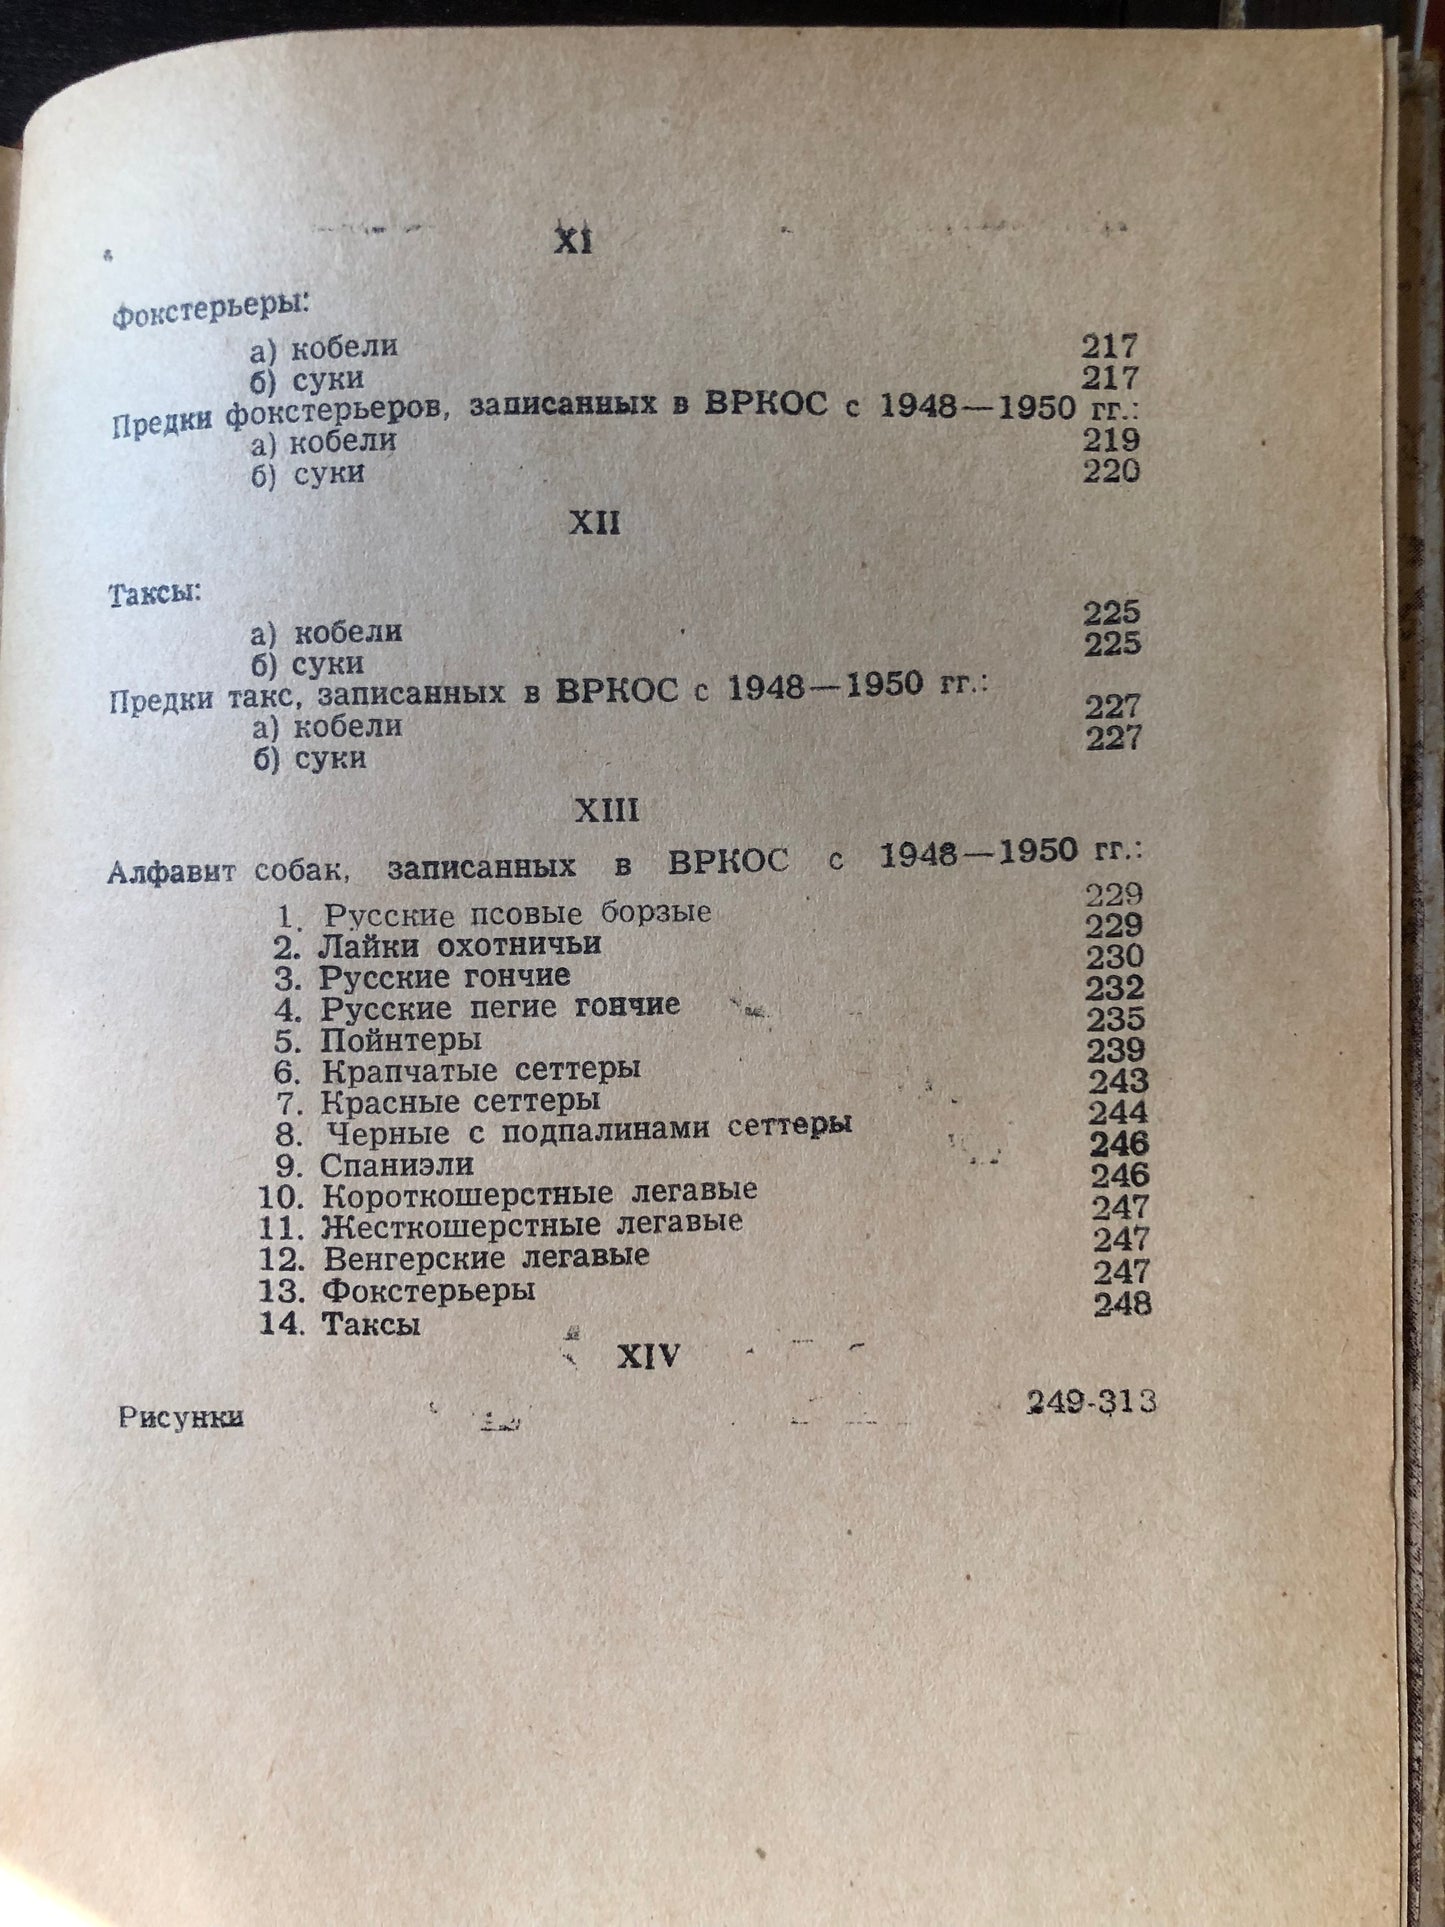 XI
Фокстерьеры:
а) кобели 217
б) суки 217
Предки фокстерьеров, записанных в ВРКОС с 1948—1950 гг.:
а) кобели 219
б) суки 220
XII
Таксы:
а) кобели 225
б) суки 225
Предки такс, записанных в ВРКОС с 1948—1950 гг.:
а) кобели 227
б) суки 227
XIII
Алфавит собак, записанных в ВРКОС с 1948—1950 гг.:
1. Русские псовые борзые 229
2. Лайки охотничьи 229
3. Русские гончие 230
4. Русские пегие гончие 232
5. Пойнтеры 235
6. Крапчатые сеттеры 239
7. Красные сеттеры 243
8. Черные с подпалинами сеттеры 244
9. Спаниэли 246
10. Короткошерстные легавые 246
11. Жесткошерстные легавые 247
12. Венгерские легавые 247
13. Фокстерьеры 247
14. Таксы 248
XIV
Рисунки 249-313